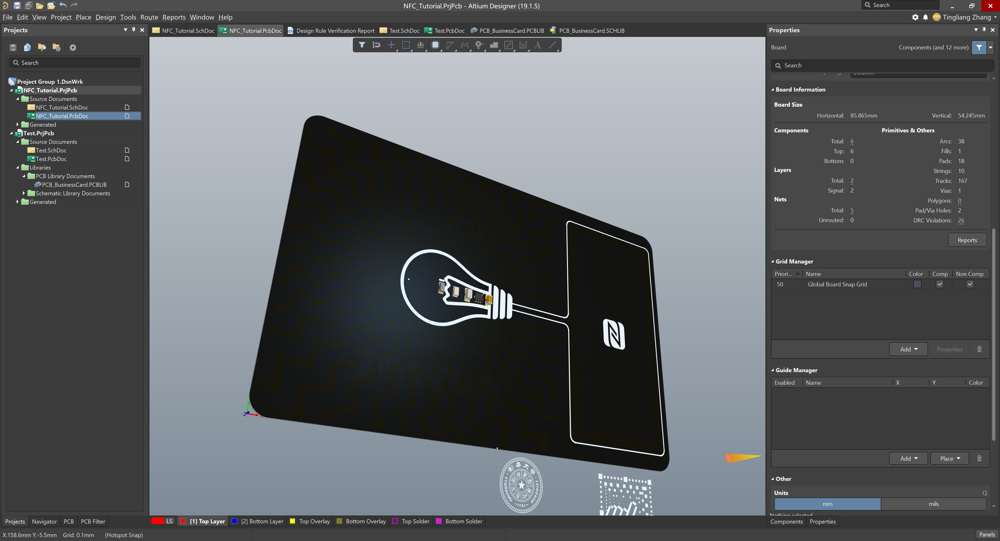 NFC_Tutorial.PrjPcb - Altium Designer (19.1.5)
Search
File Edit View Project Place Design Tools Route Reports Window Help
Tingliang Zhang
Projects
NFC_Tutorial.SchDoc
NFC_Tutorial.PcbDoc
Design Rule Verification Report
Test.SchDoc
Test.PcbDoc
PCB_BusinessCard.PCBLIB
PCB_BusinessCard.SCHLIB
Search
Project Group 1.DsnWrk
NFC_Tutorial.PrjPcb
Source Documents
NFC_Tutorial.SchDoc
NFC_Tutorial.PcbDoc
Generated
Test.PrjPcb
Source Documents
Test.SchDoc
Test.PcbDoc
Libraries
PCB Library Documents
PCB_BusinessCard.PCBLIB
Schematic Library Documents
Generated
Properties
Board
Components (and 12 more)
Search
Board Information
Board Size
Horizontal: 85.865mm Vertical: 54.245mm
Components
Total: 6
Top: 6
Bottom: 0
Layers
Total: 2
Signal: 2
Nets
Total: 5
Unrouted: 0
Primitives & Others
Arcs: 38
Fills: 1
Pads: 18
Strings: 10
Tracks: 167
Vias: 1
Polygons: 0
Pad/Via Holes: 2
DRC Violations: 26
Reports
Grid Manager
Priori... Name Color Comp Non Comp
50 Global Board Snap Grid
Add Properties
Guide Manager
Enabled Name X Y Color
Add Place
Other
Units
mm mils
Nothing selected
Components Properties
Z X
Projects Navigator PCB PCB Filter
LS [1] Top Layer [2] Bottom Layer Top Overlay Bottom Overlay Top Solder Bottom Solder
X:158.6mm Y:-5.5mm Grid: 0.1mm (Hotspot Snap)
Panels